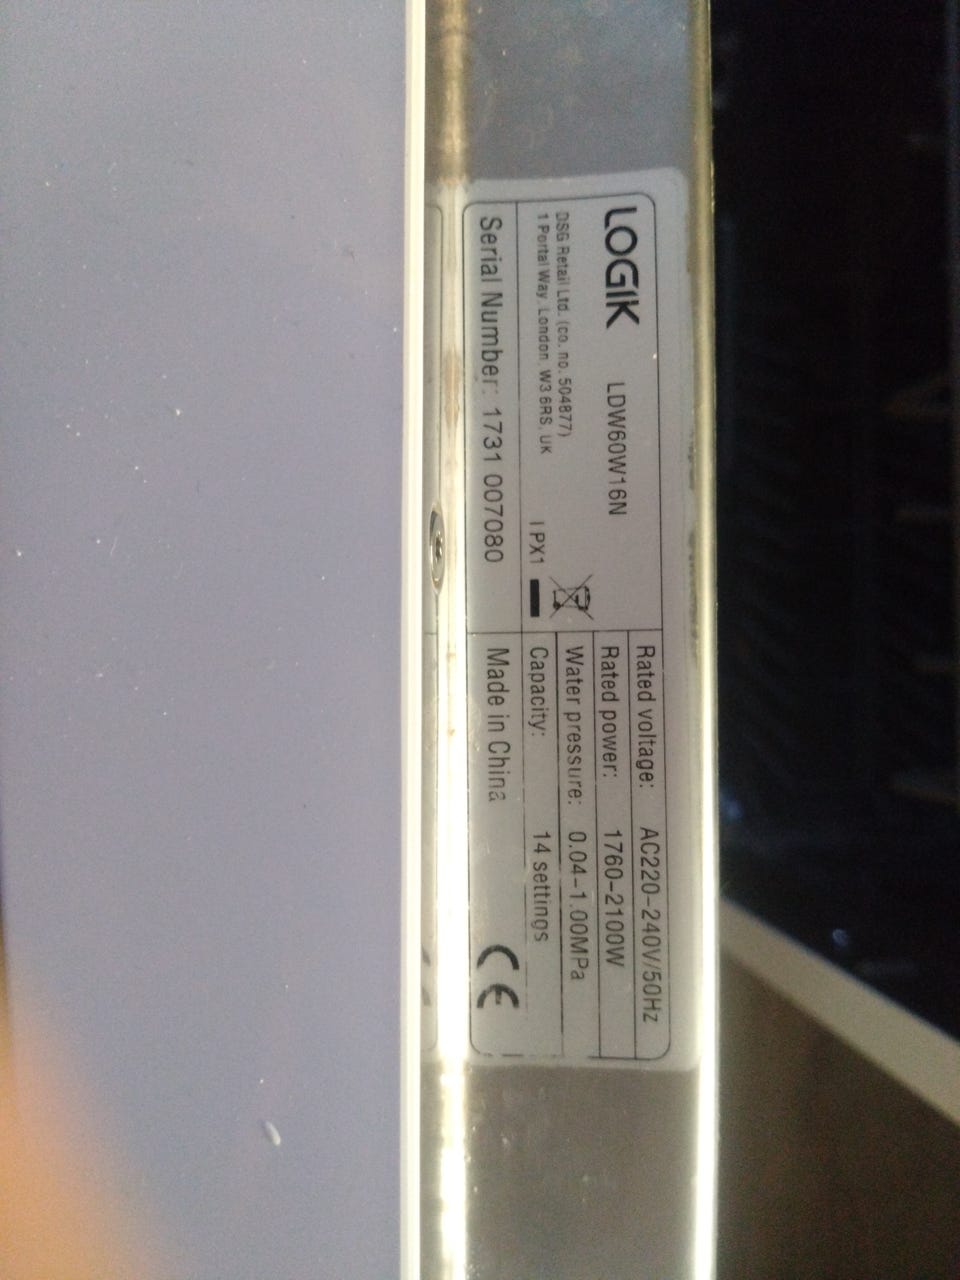 LOGIK LDW60W16N
DSG Retail Ltd. (co. no. 504877)
1 Portal Way, London W3 6RS, UK
IPX1
Serial Number: 1731 007080
Rated voltage: AC220-240V/50Hz
Rated power: 1760-2100W
Water pressure: 0.04-1.00MPa
Capacity: 14 settings
Made in China CE